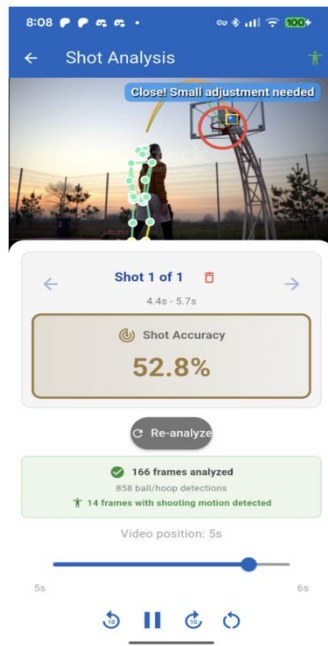 8:08
100
Shot Analysis
Close! Small adjustment needed
Shot 1 of 1
4.4s - 5.7s
Shot Accuracy
52.8%
Re-analyze
166 frames analyzed
858 ball/hoop detections
14 frames with shooting motion detected
Video position: 5s
5s
6s
10
10